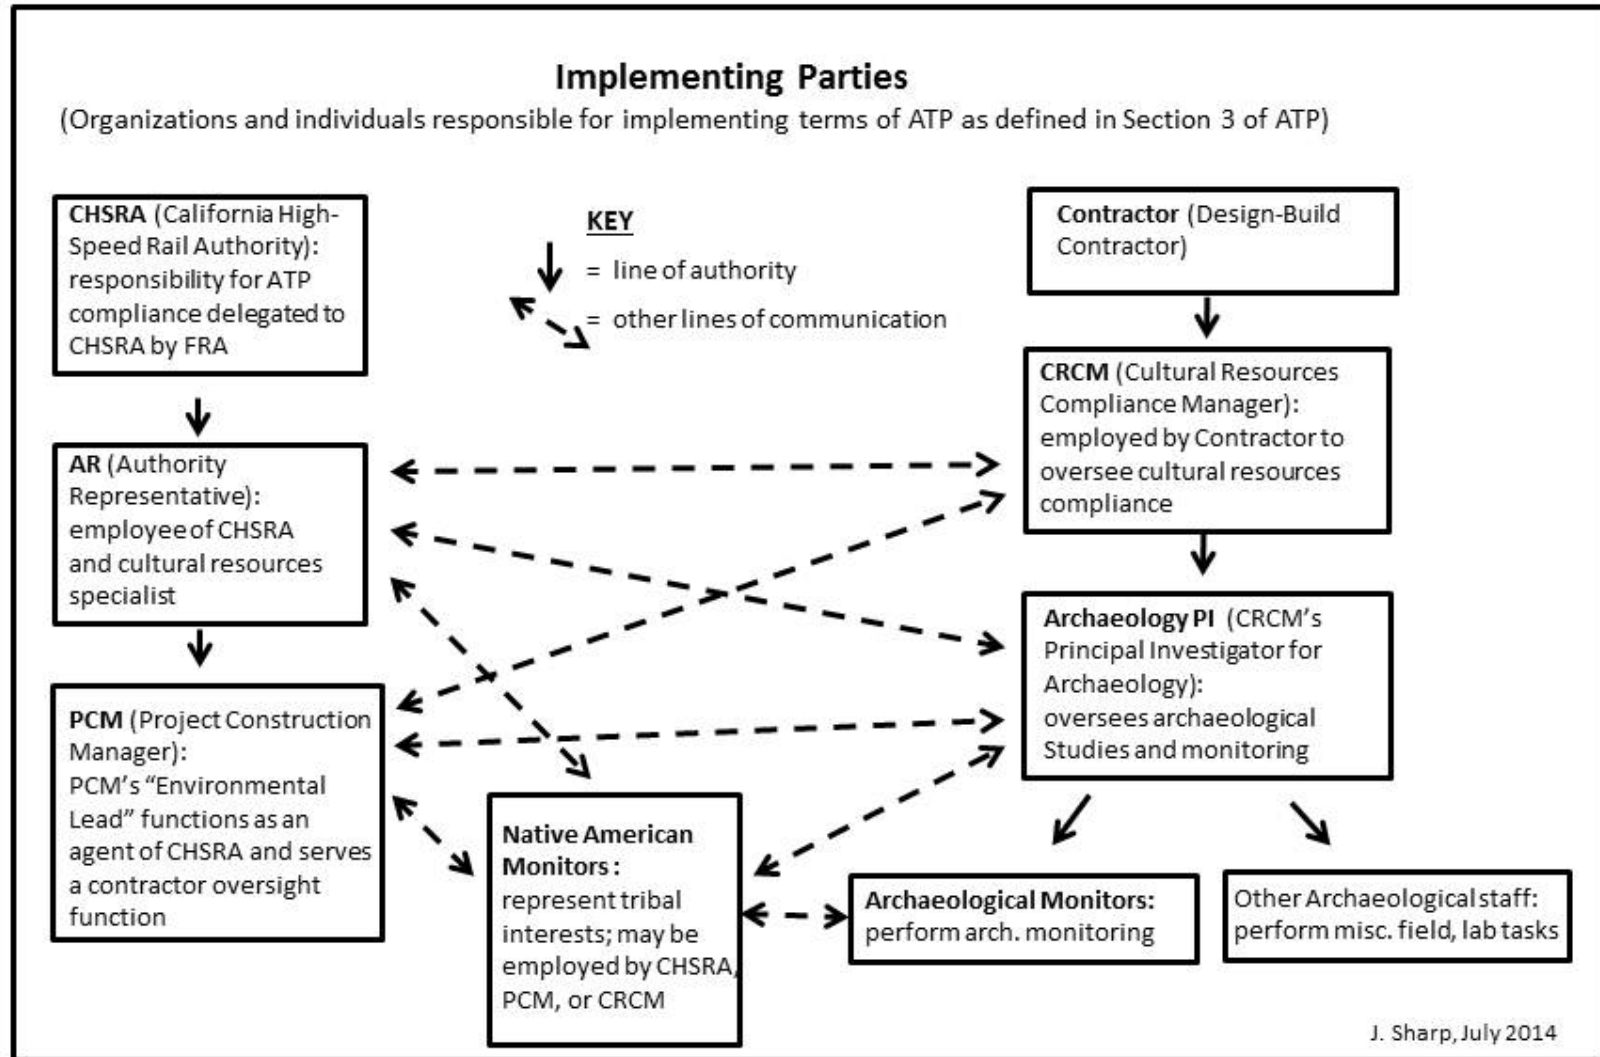 Implementing Parties
(Organizations and individuals responsible for implementing terms of ATP as defined in Section 3 of ATP)
CHSRA (California High-
Speed Rail Authority):
responsibility for ATP
compliance delegated to
CHSRA by FRA
KEY
= line of authority
= other lines of communication
Contractor (Design-Build
Contractor)
CRCM (Cultural Resources
Compliance Manager):
employed by Contractor to
oversee cultural resources
compliance
AR (Authority
Representative):
employee of CHSRA
and cultural resources
specialist
Archaeology PI (CRCM's
Principal Investigator for
Archaeology):
oversees archaeological
Studies and monitoring
PCM (Project Construction
Manager):
PCM's “Environmental
Lead” functions as an
agent of CHSRA and serves
a contractor oversight
function
Native American
Monitors:
represent tribal
interests; may be
employed by CHSRA,
PCM, or CRCM
Archaeological Monitors:
perform arch. monitoring
Other Archaeological staff:
perform misc. field, lab tasks
J. Sharp, July 2014